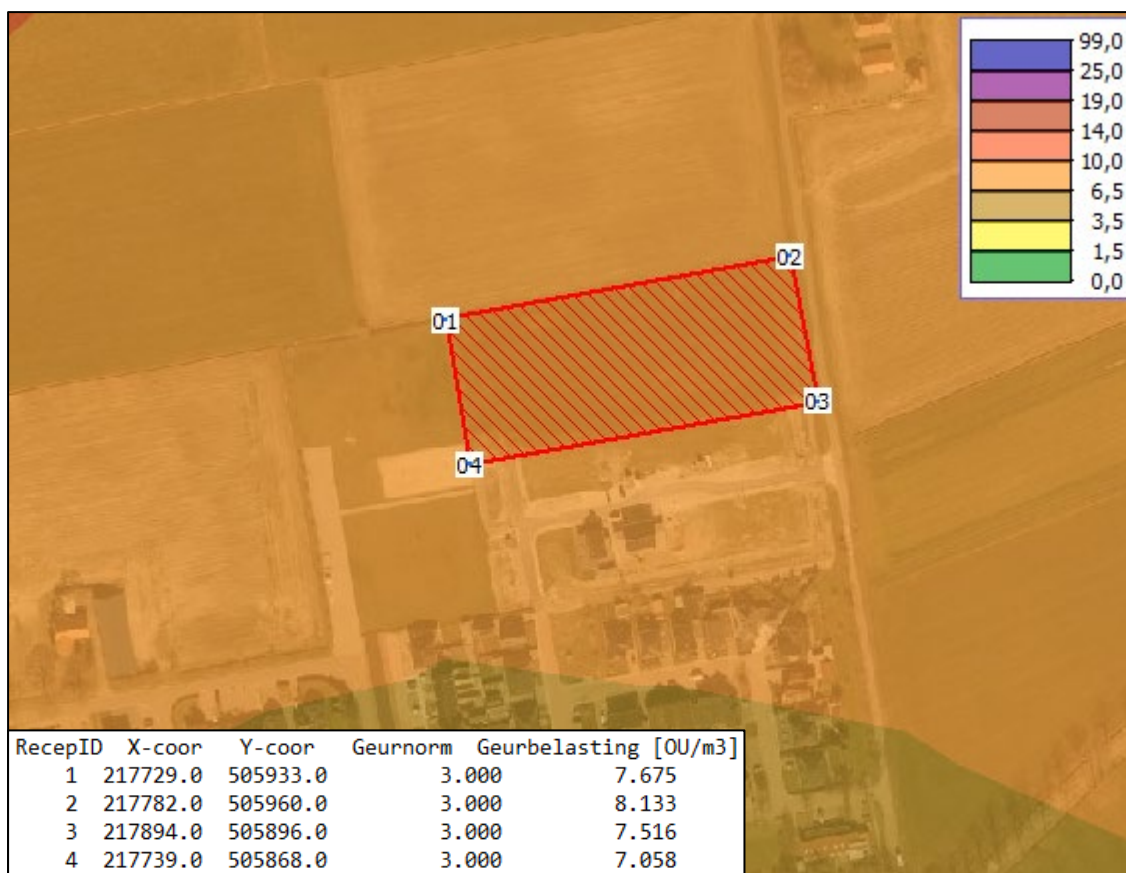 99,0
25,0
19,0
14,0
10,0
6,5
3,5
1,5
0,0
02
01
03
04
RecepID X-coor Y-coor Geurnorm Geurbelasting [OU/m3]
1 217729.0 505933.0 3.000 7.675
2 217782.0 505960.0 3.000 8.133
3 217894.0 505896.0 3.000 7.516
4 217739.0 505868.0 3.000 7.058